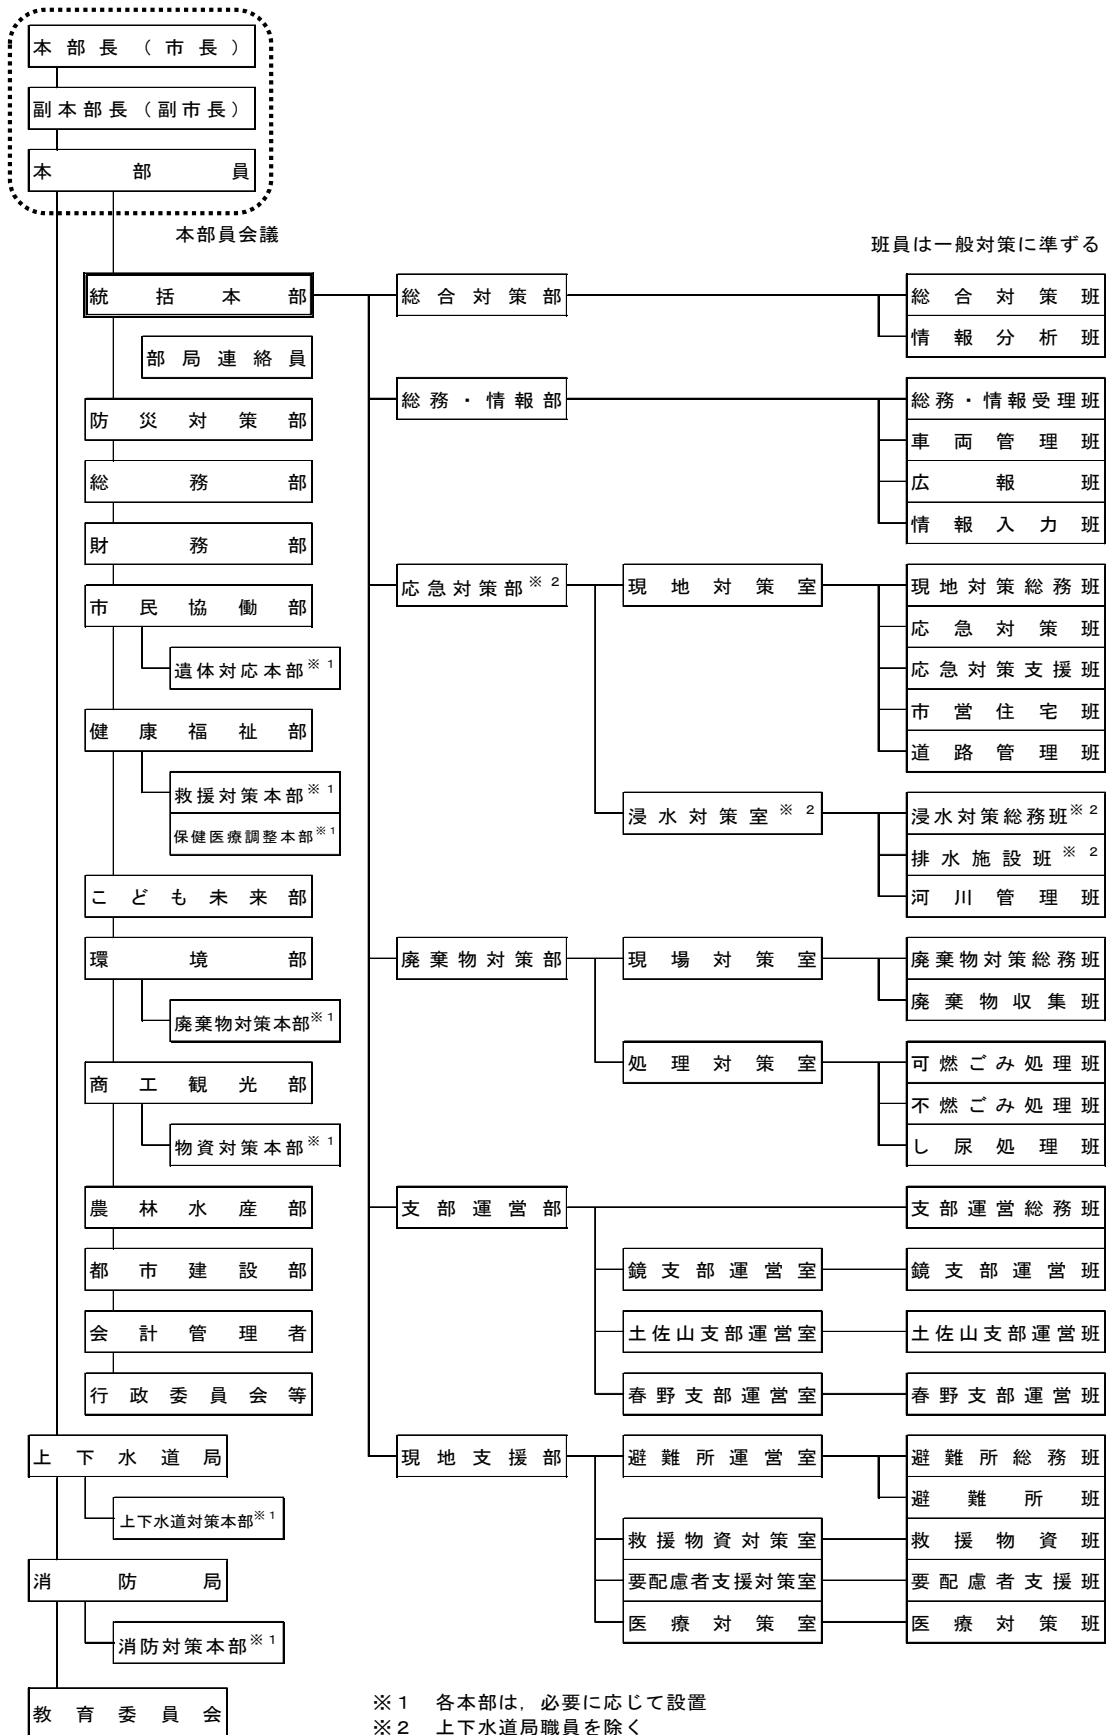 本部長（市長）
副本部長（副市長）
本部員
本部員会議
班員は一般対策に準ずる
統括本部
部局連絡員
防災対策部
総務部
財務部
市民協働部
遺体対応本部※1
健康福祉部
救援対策本部※1
保健医療調整本部※1
こども未来部
環境部
廃棄物対策本部※1
商工観光部
物資対策本部※1
農林水産部
都市建設部
会計管理者
行政委員会等
上下水道局
上下水道対策本部※1
消防局
消防対策本部※1
教育委員会
総合対策部
総合対策班
情報分析班
総務・情報部
総務・情報受理班
車両管理班
広報班
情報入力班
応急対策部※2
現地対策室
現地対策総務班
応急対策班
応急対策支援班
市営住宅班
道路管理班
浸水対策室※2
浸水対策総務班※2
排水施設班※2
河川管理班
廃棄物対策部
現場対策室
廃棄物対策総務班
廃棄物収集班
処理対策室
可燃ごみ処理班
不燃ごみ処理班
し尿処理班
支部運営部
支部運営総務班
鏡支部運営室
鏡支部運営班
土佐山支部運営室
土佐山支部運営班
春野支部運営室
春野支部運営班
現地支援部
避難所運営室
避難所総務班
避難所班
救援物資対策室
救援物資班
要配慮者支援対策室
要配慮者支援班
医療対策室
医療対策班
※1　各本部は，必要に応じて設置
※2　上下水道局職員を除く